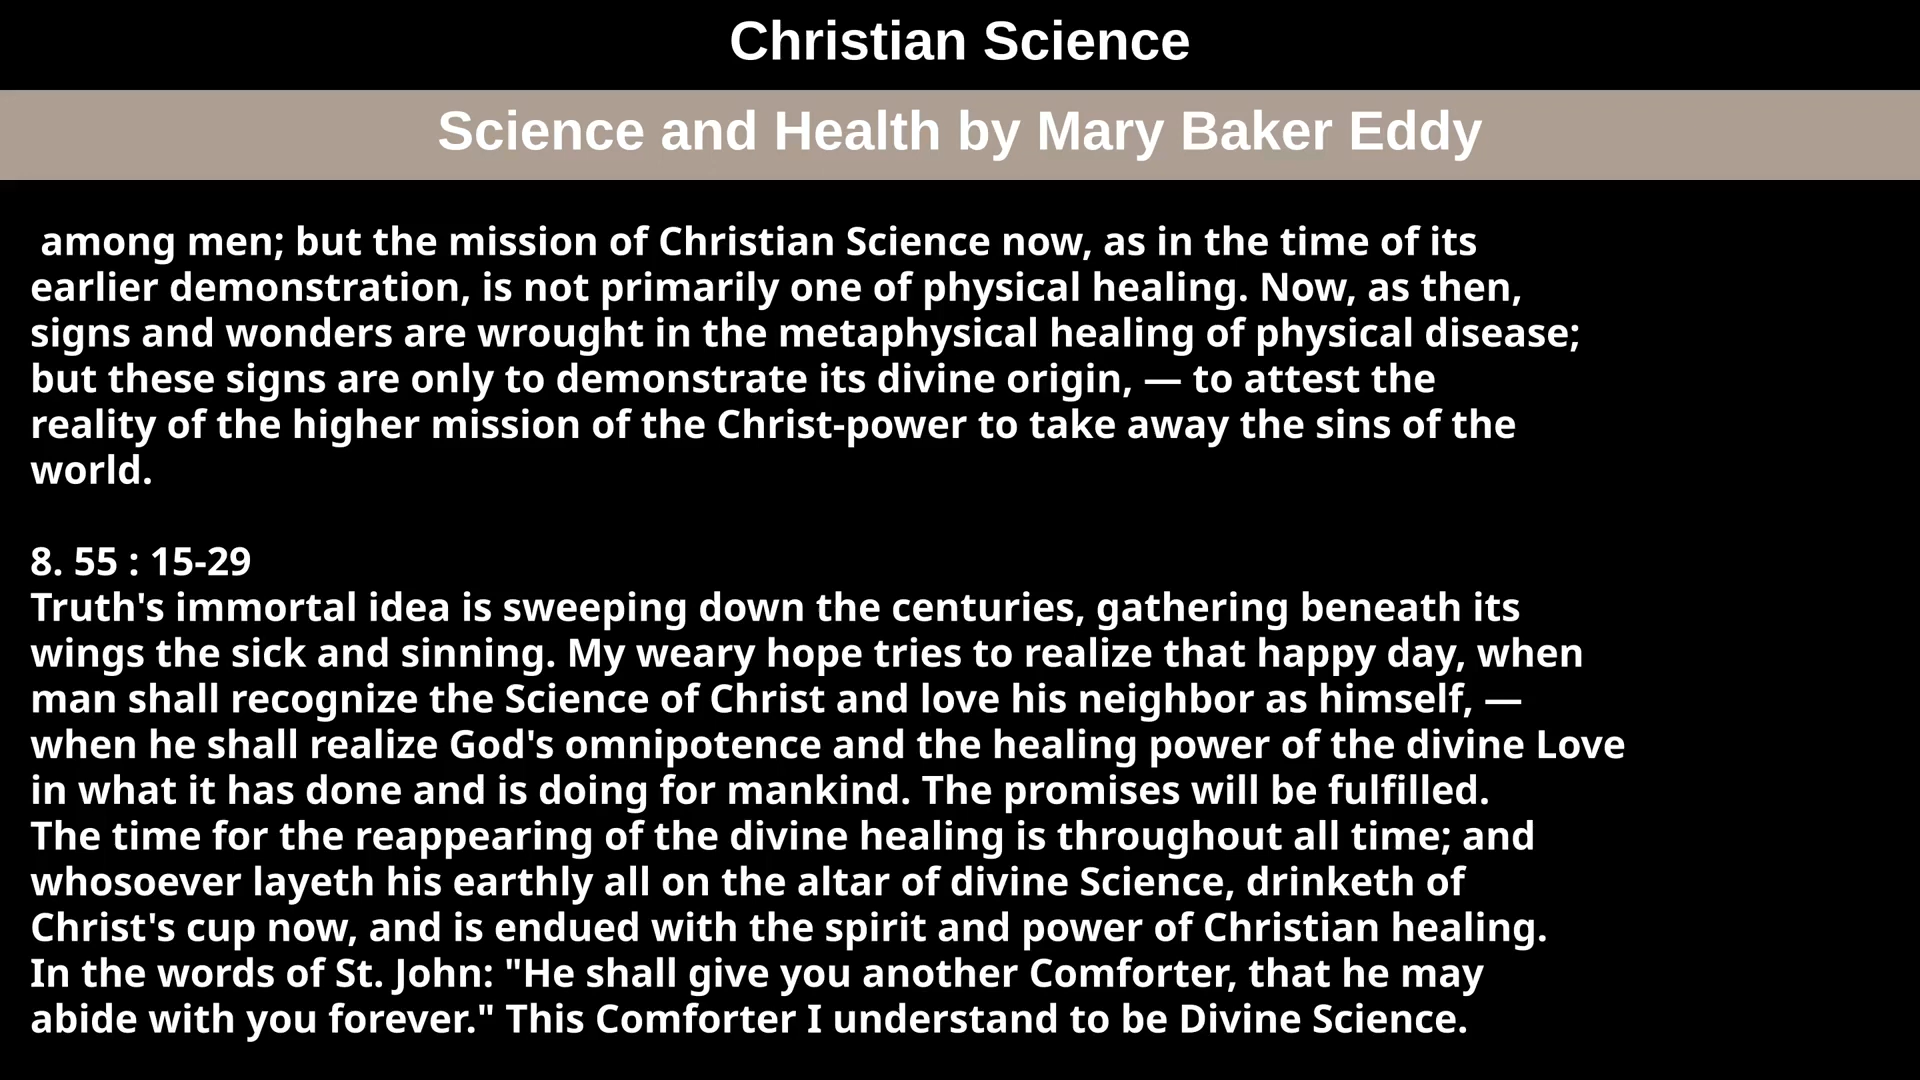 Christian Science
Science and Health by Mary Baker Eddy
among men; but the mission of Christian Science now, as in the time of its
earlier demonstration, is not primarily one of physical healing. Now, as then,
signs and wonders are wrought in the metaphysical healing of physical disease;
but these signs are only to demonstrate its divine origin, — to attest the
reality of the higher mission of the Christ-power to take away the sins of the
world.
8. 55 : 15-29
Truth's immortal idea is sweeping down the centuries, gathering beneath its
wings the sick and sinning. My weary hope tries to realize that happy day, when
man shall recognize the Science of Christ and love his neighbor as himself, —
when he shall realize God's omnipotence and the healing power of the divine Love
in what it has done and is doing for mankind. The promises will be fulfilled.
The time for the reappearing of the divine healing is throughout all time; and
whosoever layeth his earthly all on the altar of divine Science, drinketh of
Christ's cup now, and is endued with the spirit and power of Christian healing.
In the words of St. John: "He shall give you another Comforter, that he may
abide with you forever." This Comforter I understand to be Divine Science.